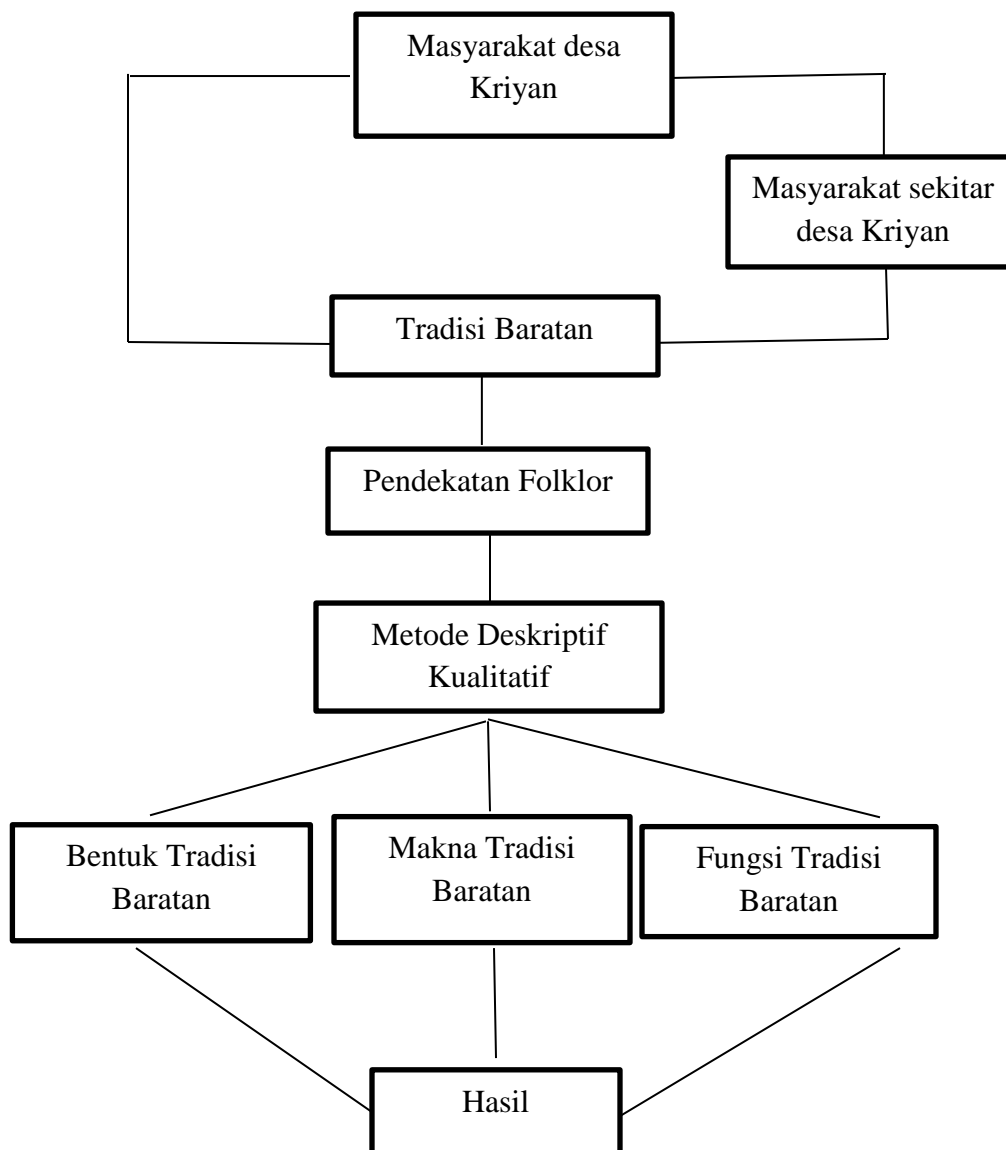 Masyarakat desa
Kriyan
Masyarakat sekitar
desa Kriyan
Tradisi Baratan
Pendekatan Folklor
Metode Deskriptif
Kualitatif
Bentuk Tradisi
Baratan
Makna Tradisi
Baratan
Fungsi Tradisi
Baratan
Hasil